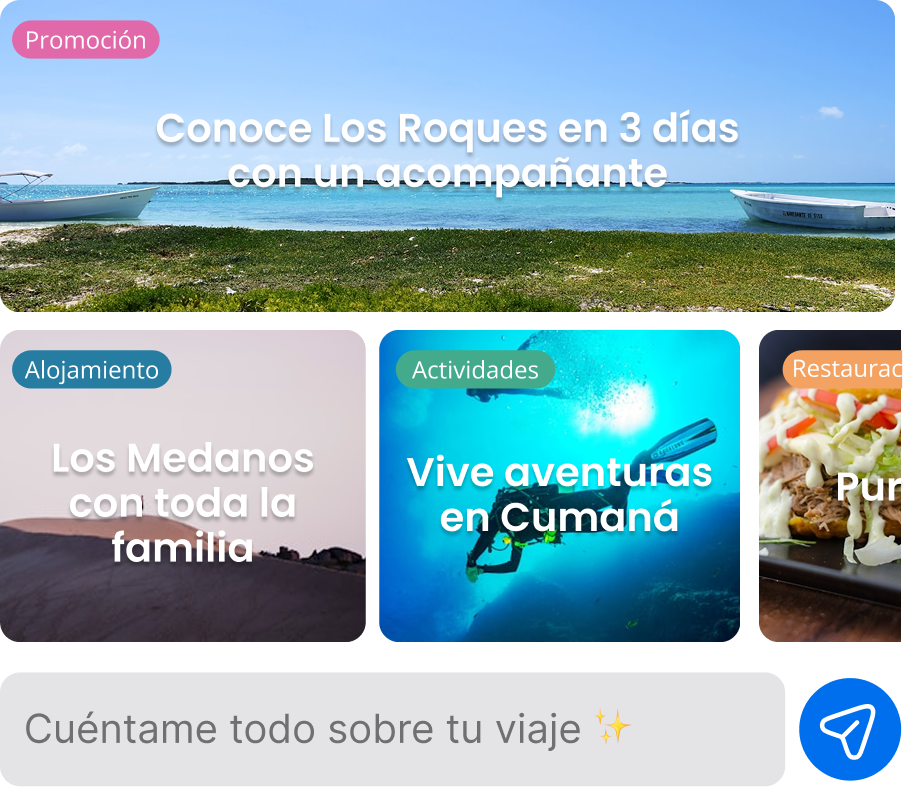 Promoción
Conoce Los Roques en 3 días
con un acompañante
Alojamiento
Los Medanos
con toda la
familia
Actividades
Vive aventuras
en Cumaná
Restaurac
Pur
Cuéntame todo sobre tu viaje ✨